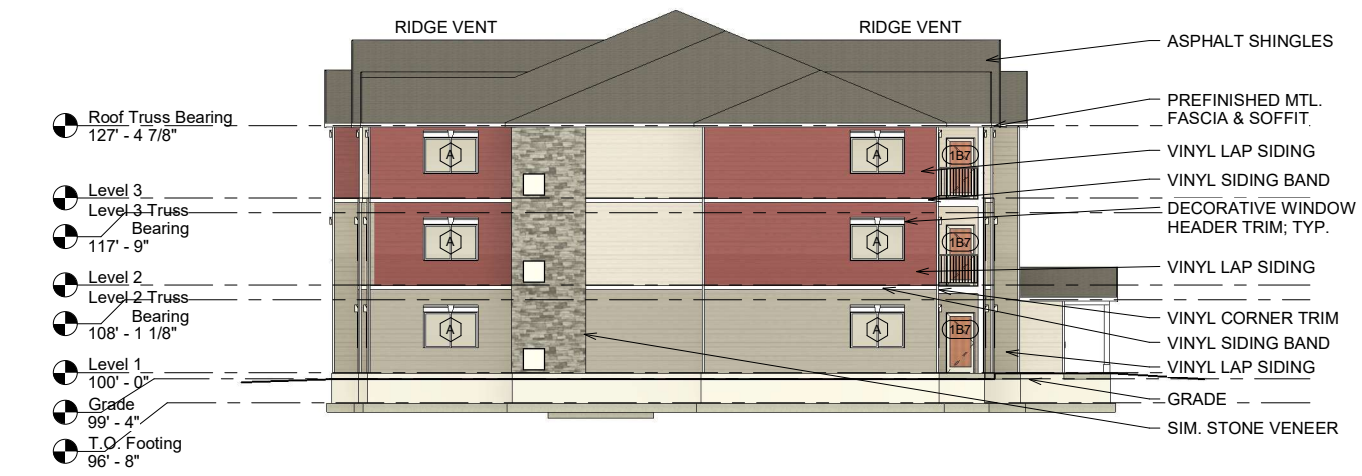 RIDGE VENT
RIDGE VENT
ASPHALT SHINGLES
Roof Truss Bearing
127' - 4 7/8"
PREFINISHED MTL.
FASCIA & SOFFIT
A
A
1B7
VINYL LAP SIDING
Level 3
VINYL SIDING BAND
Level 3 Truss
Bearing
117' - 9"
DECORATIVE WINDOW
HEADER TRIM; TYP.
A
A
1B7
VINYL LAP SIDING
Level 2
Level 2 Truss
Bearing
108' - 1 1/8"
VINYL CORNER TRIM
A
A
1B7
VINYL SIDING BAND
Level 1
100' - 0"
VINYL LAP SIDING
Grade
99' - 4"
GRADE
T.O. Footing
96' - 8"
SIM. STONE VENEER